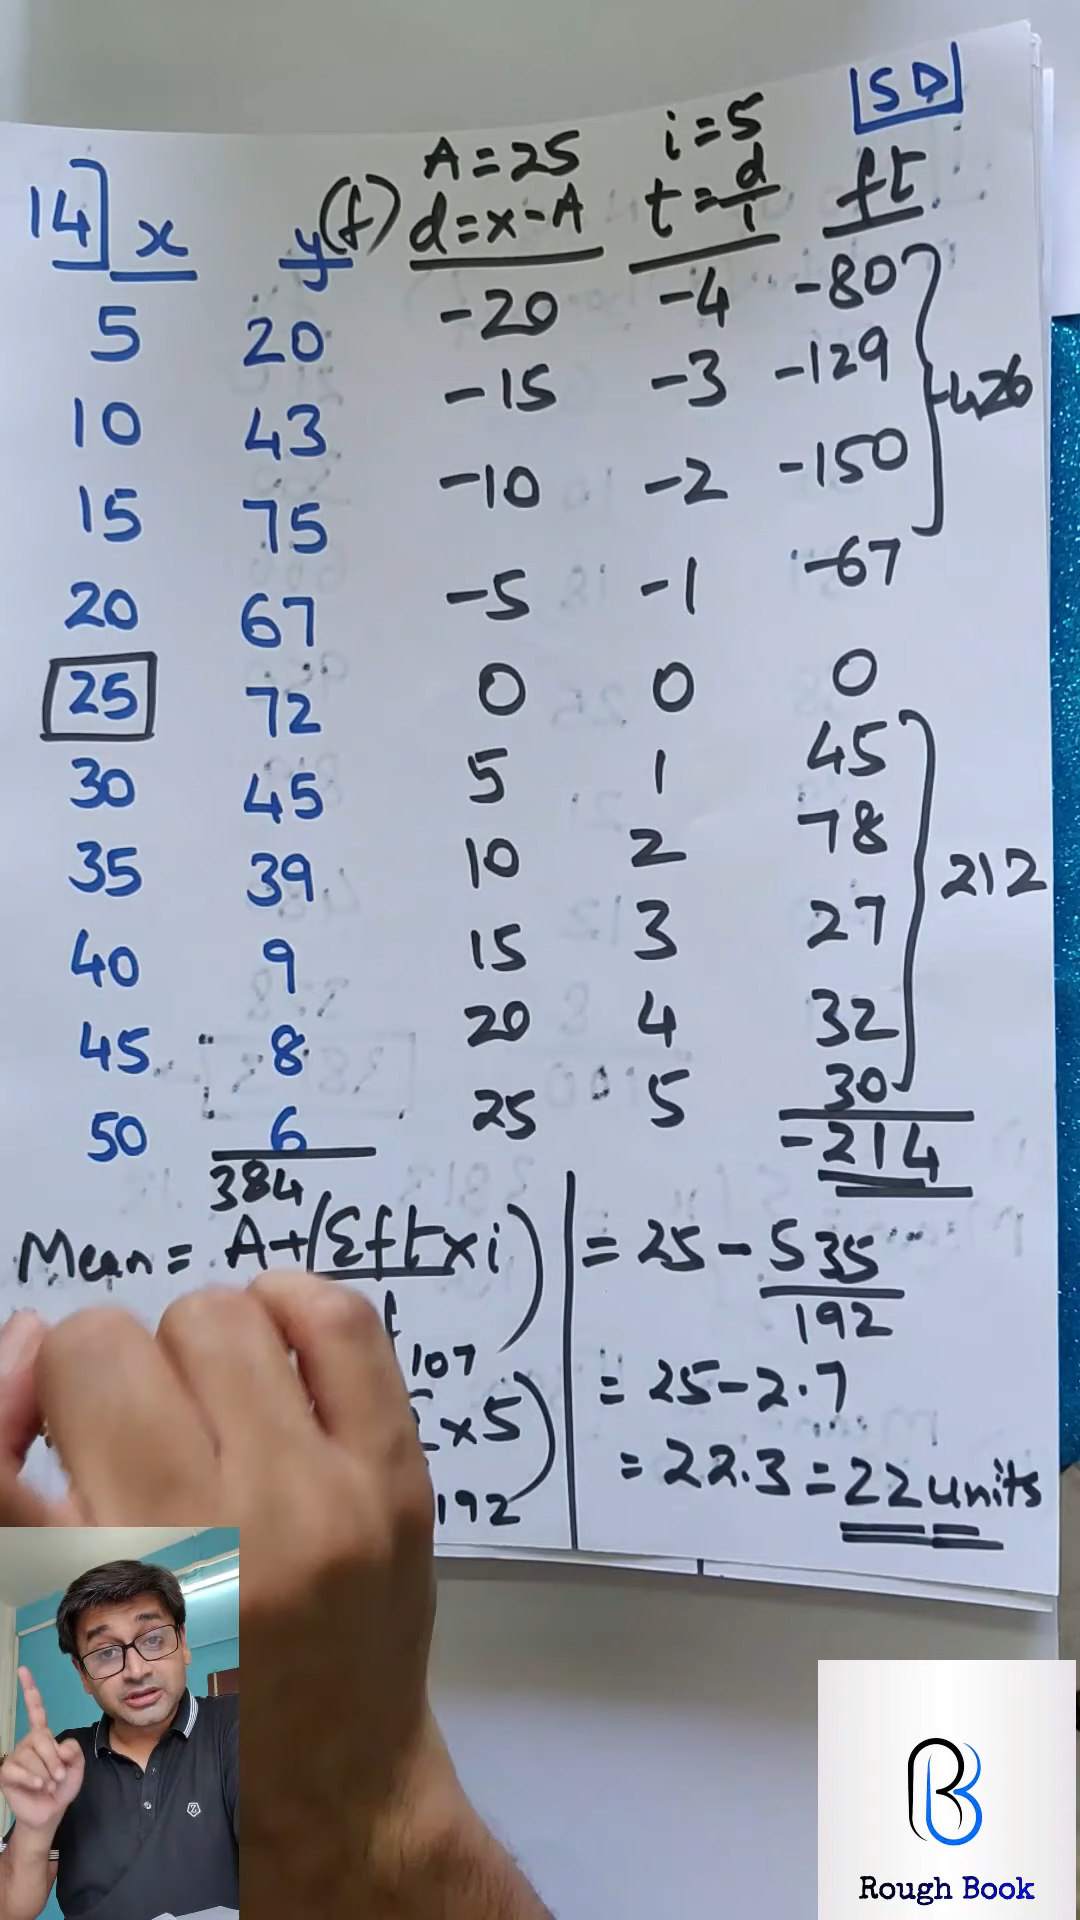 SD
A=25 i=5
14] x y(f) d=x-A t=d/i ft
5 20 -20 -4 -80
10 43 -15 -3 -129
-426
15 75 -10 -2 -150
20 67 -5 -1 -67
25 72 0 0 0
30 45 5 1 45
35 39 10 2 78
212
40 9 15 3 27
45 8 20 4 32
50 6 25 5 30
384 -214
Mean = A+(Σft×i)
f
107
×5)
192
= 25 - 535
192
= 25-2.7
= 22.3 = 22 units
B
Rough Book